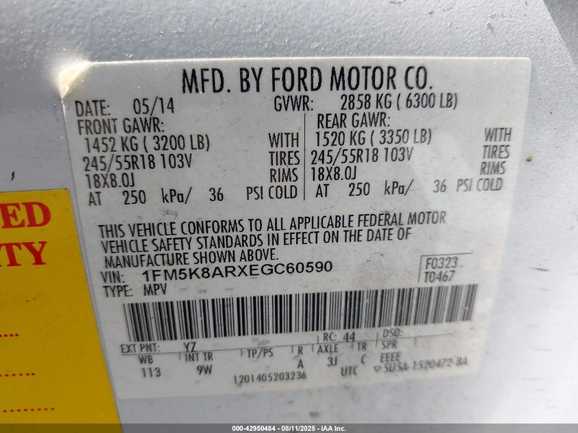 MFD. BY FORD MOTOR CO.
DATE: 05/14 GVWR: 2858 KG ( 6300 LB)
FRONT GAWR: REAR GAWR:
1452 KG ( 3200 LB) WITH 1520 KG ( 3350 LB) WITH
245/55R18 103V TIRES 245/55R18 103V TIRES
18X8.0J RIMS 18X8.0J RIMS
AT 250 kPa/ 36 PSI COLD AT 250 kPa/ 36 PSI COLD
THIS VEHICLE CONFORMS TO ALL APPLICABLE FEDERAL MOTOR
VEHICLE SAFETY STANDARDS IN EFFECT ON THE DATE OF
MANUFACTURE SHOWN ABOVE.
VIN: 1FM5K8ARXEGC60590 F0323
TYPE: MPV T0467
EXT PNT: YZ RC: 44 DSO:
WB INT TR TP/PS R AXLE TR SPR
113 9W A 3J C EEEE
1201405203236 UTC
ED
TY
000-42950484 - 08/11/2025 - IAA, Inc.